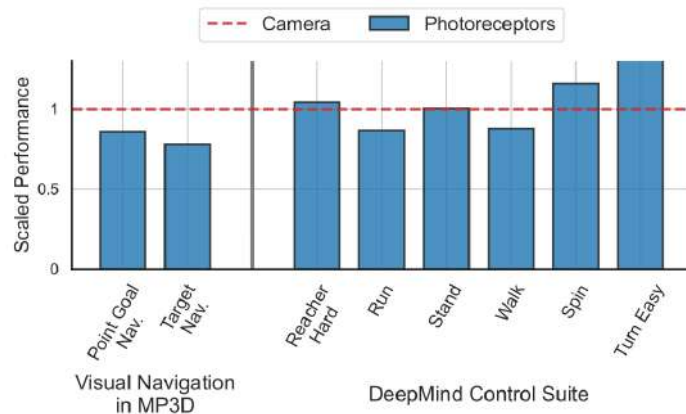 Camera
Photoreceptors
Scaled Performance
1
0.5
0
Point Goal
Nav.
Target
Nav.
Reacher
Hard
Run
Stand
Walk
Spin
Turn Easy
Visual Navigation
in MP3D
DeepMind Control Suite